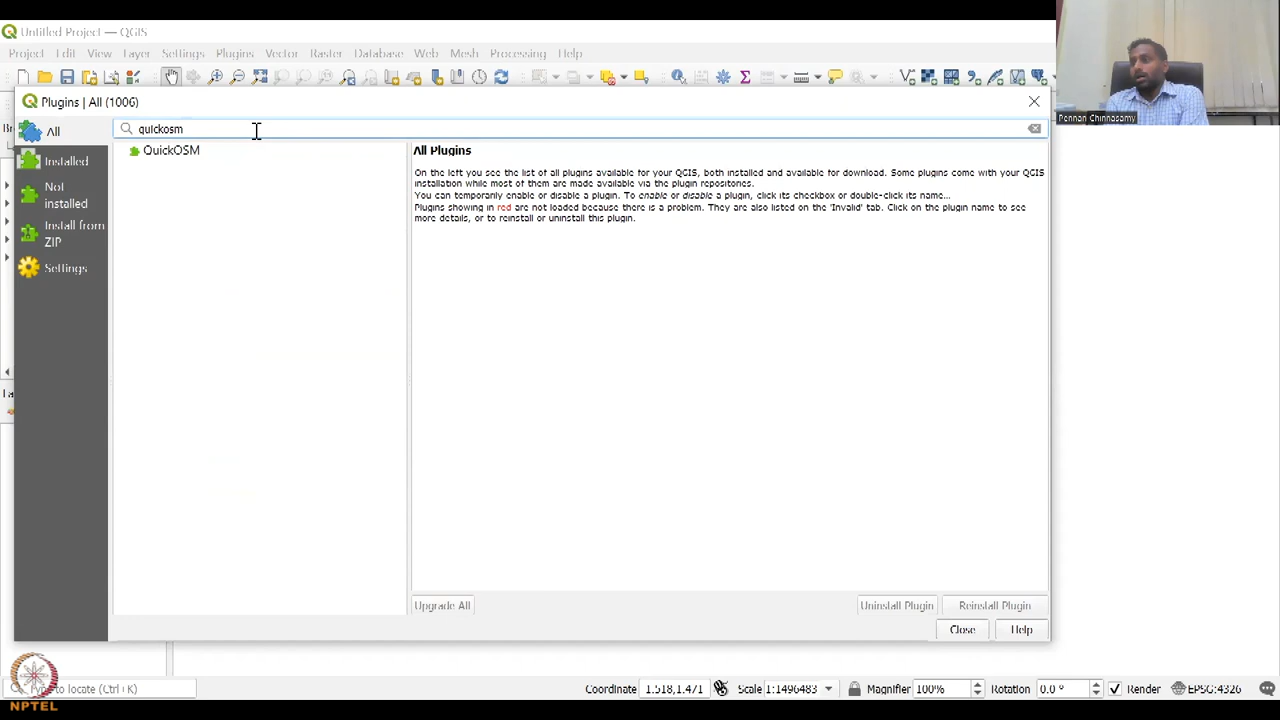 Untitled Project — QGIS
Project Edit View Layer Settings Plugins Vector Raster Database Web Mesh Processing Help
Plugins | All (1006)
Pennan Chinnasamy
All
quickosm
Installed
Not installed
Install from ZIP
Settings
QuickOSM
All Plugins
On the left you see the list of all plugins available for your QGIS, both installed and available for download. Some plugins come with your QGIS
installation while most of them are made available via the plugin repositories.
You can temporarily enable or disable a plugin. To enable or disable a plugin, click its checkbox or double-click its name...
Plugins showing in red are not loaded because there is a problem. They are also listed on the 'Invalid' tab. Click on the plugin name to see
more details, or to reinstall or uninstall this plugin.
Upgrade All Uninstall Plugin Reinstall Plugin
Close Help
Type to locate (Ctrl+K) Coordinate 1.518,1.471 Scale 1:1496483 Magnifier 100% Rotation 0.0 ° Render EPSG:4326
NPTEL